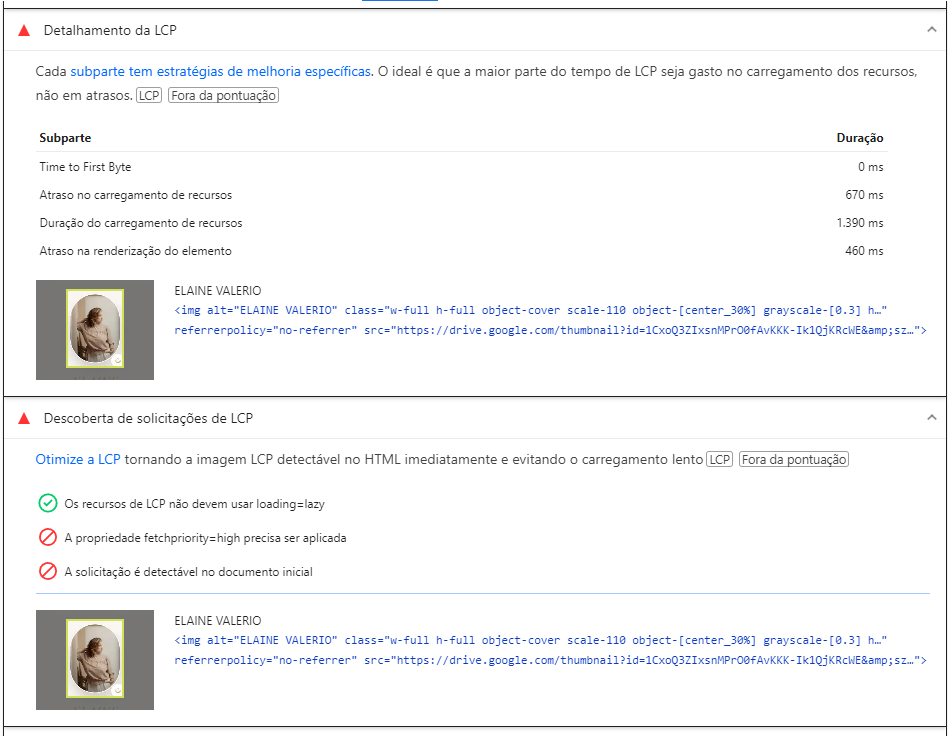 Detalhamento da LCP
Cada subparte tem estratégias de melhoria específicas. O ideal é que a maior parte do tempo de LCP seja gasto no carregamento dos recursos,
não em atrasos. LCP Fora da pontuação
Subparte Duração
Time to First Byte 0 ms
Atraso no carregamento de recursos 670 ms
Duração do carregamento de recursos 1.390 ms
Atraso na renderização do elemento 460 ms
ELAINE VALERIO
<img alt="ELAINE VALERIO" class="w-full h-full object-cover scale-110 object-[center_30%] grayscale-[0.3] h…"
referrerpolicy="no-referrer" src="https://drive.google.com/thumbnail?id=1CxoQ3ZIxsnMPrO0fAvKKK-Ik1QjKRcWE&amp;sz…">
Descoberta de solicitações de LCP
Otimize a LCP tornando a imagem LCP detectável no HTML imediatamente e evitando o carregamento lento LCP Fora da pontuação
Os recursos de LCP não devem usar loading=lazy
A propriedade fetchpriority=high precisa ser aplicada
A solicitação é detectável no documento inicial
ELAINE VALERIO
<img alt="ELAINE VALERIO" class="w-full h-full object-cover scale-110 object-[center_30%] grayscale-[0.3] h…"
referrerpolicy="no-referrer" src="https://drive.google.com/thumbnail?id=1CxoQ3ZIxsnMPrO0fAvKKK-Ik1QjKRcWE&amp;sz…">